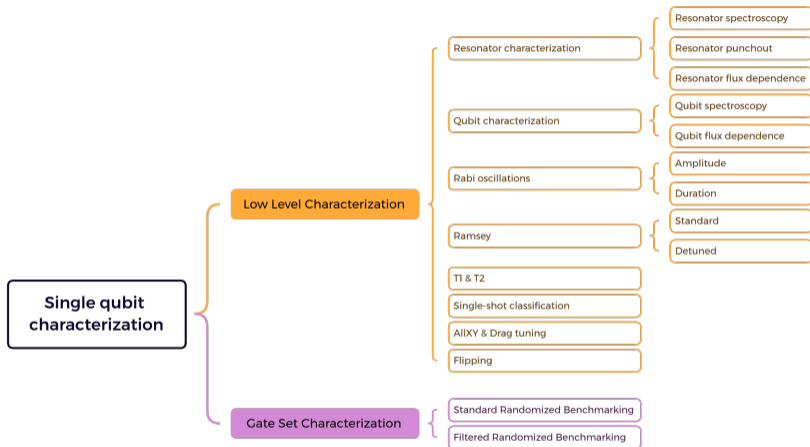 Single qubit
characterization
Low Level Characterization
Resonator characterization
Resonator spectroscopy
Resonator punchout
Resonator flux dependence
Qubit characterization
Qubit spectroscopy
Qubit flux dependence
Rabi oscillations
Amplitude
Duration
Ramsey
Standard
Detuned
T1 & T2
Single-shot classification
AllXY & Drag tuning
Flipping
Gate Set Characterization
Standard Randomized Benchmarking
Filtered Randomized Benchmarking